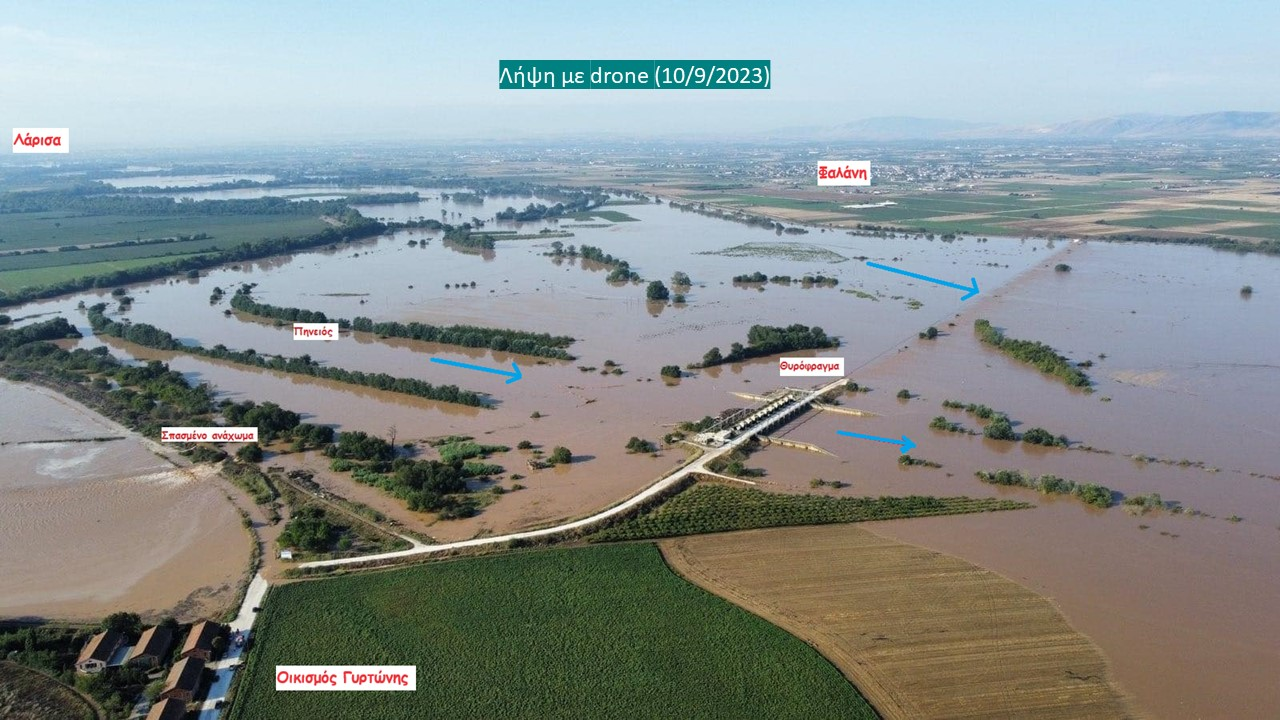 Λήψη με drone (10/9/2023)
Λάρισα
Φαλάνη
Πηνειός
Θυρόφραγμα
Σπασμένο ανάχωμα
Οικισμός Γυρτώνης